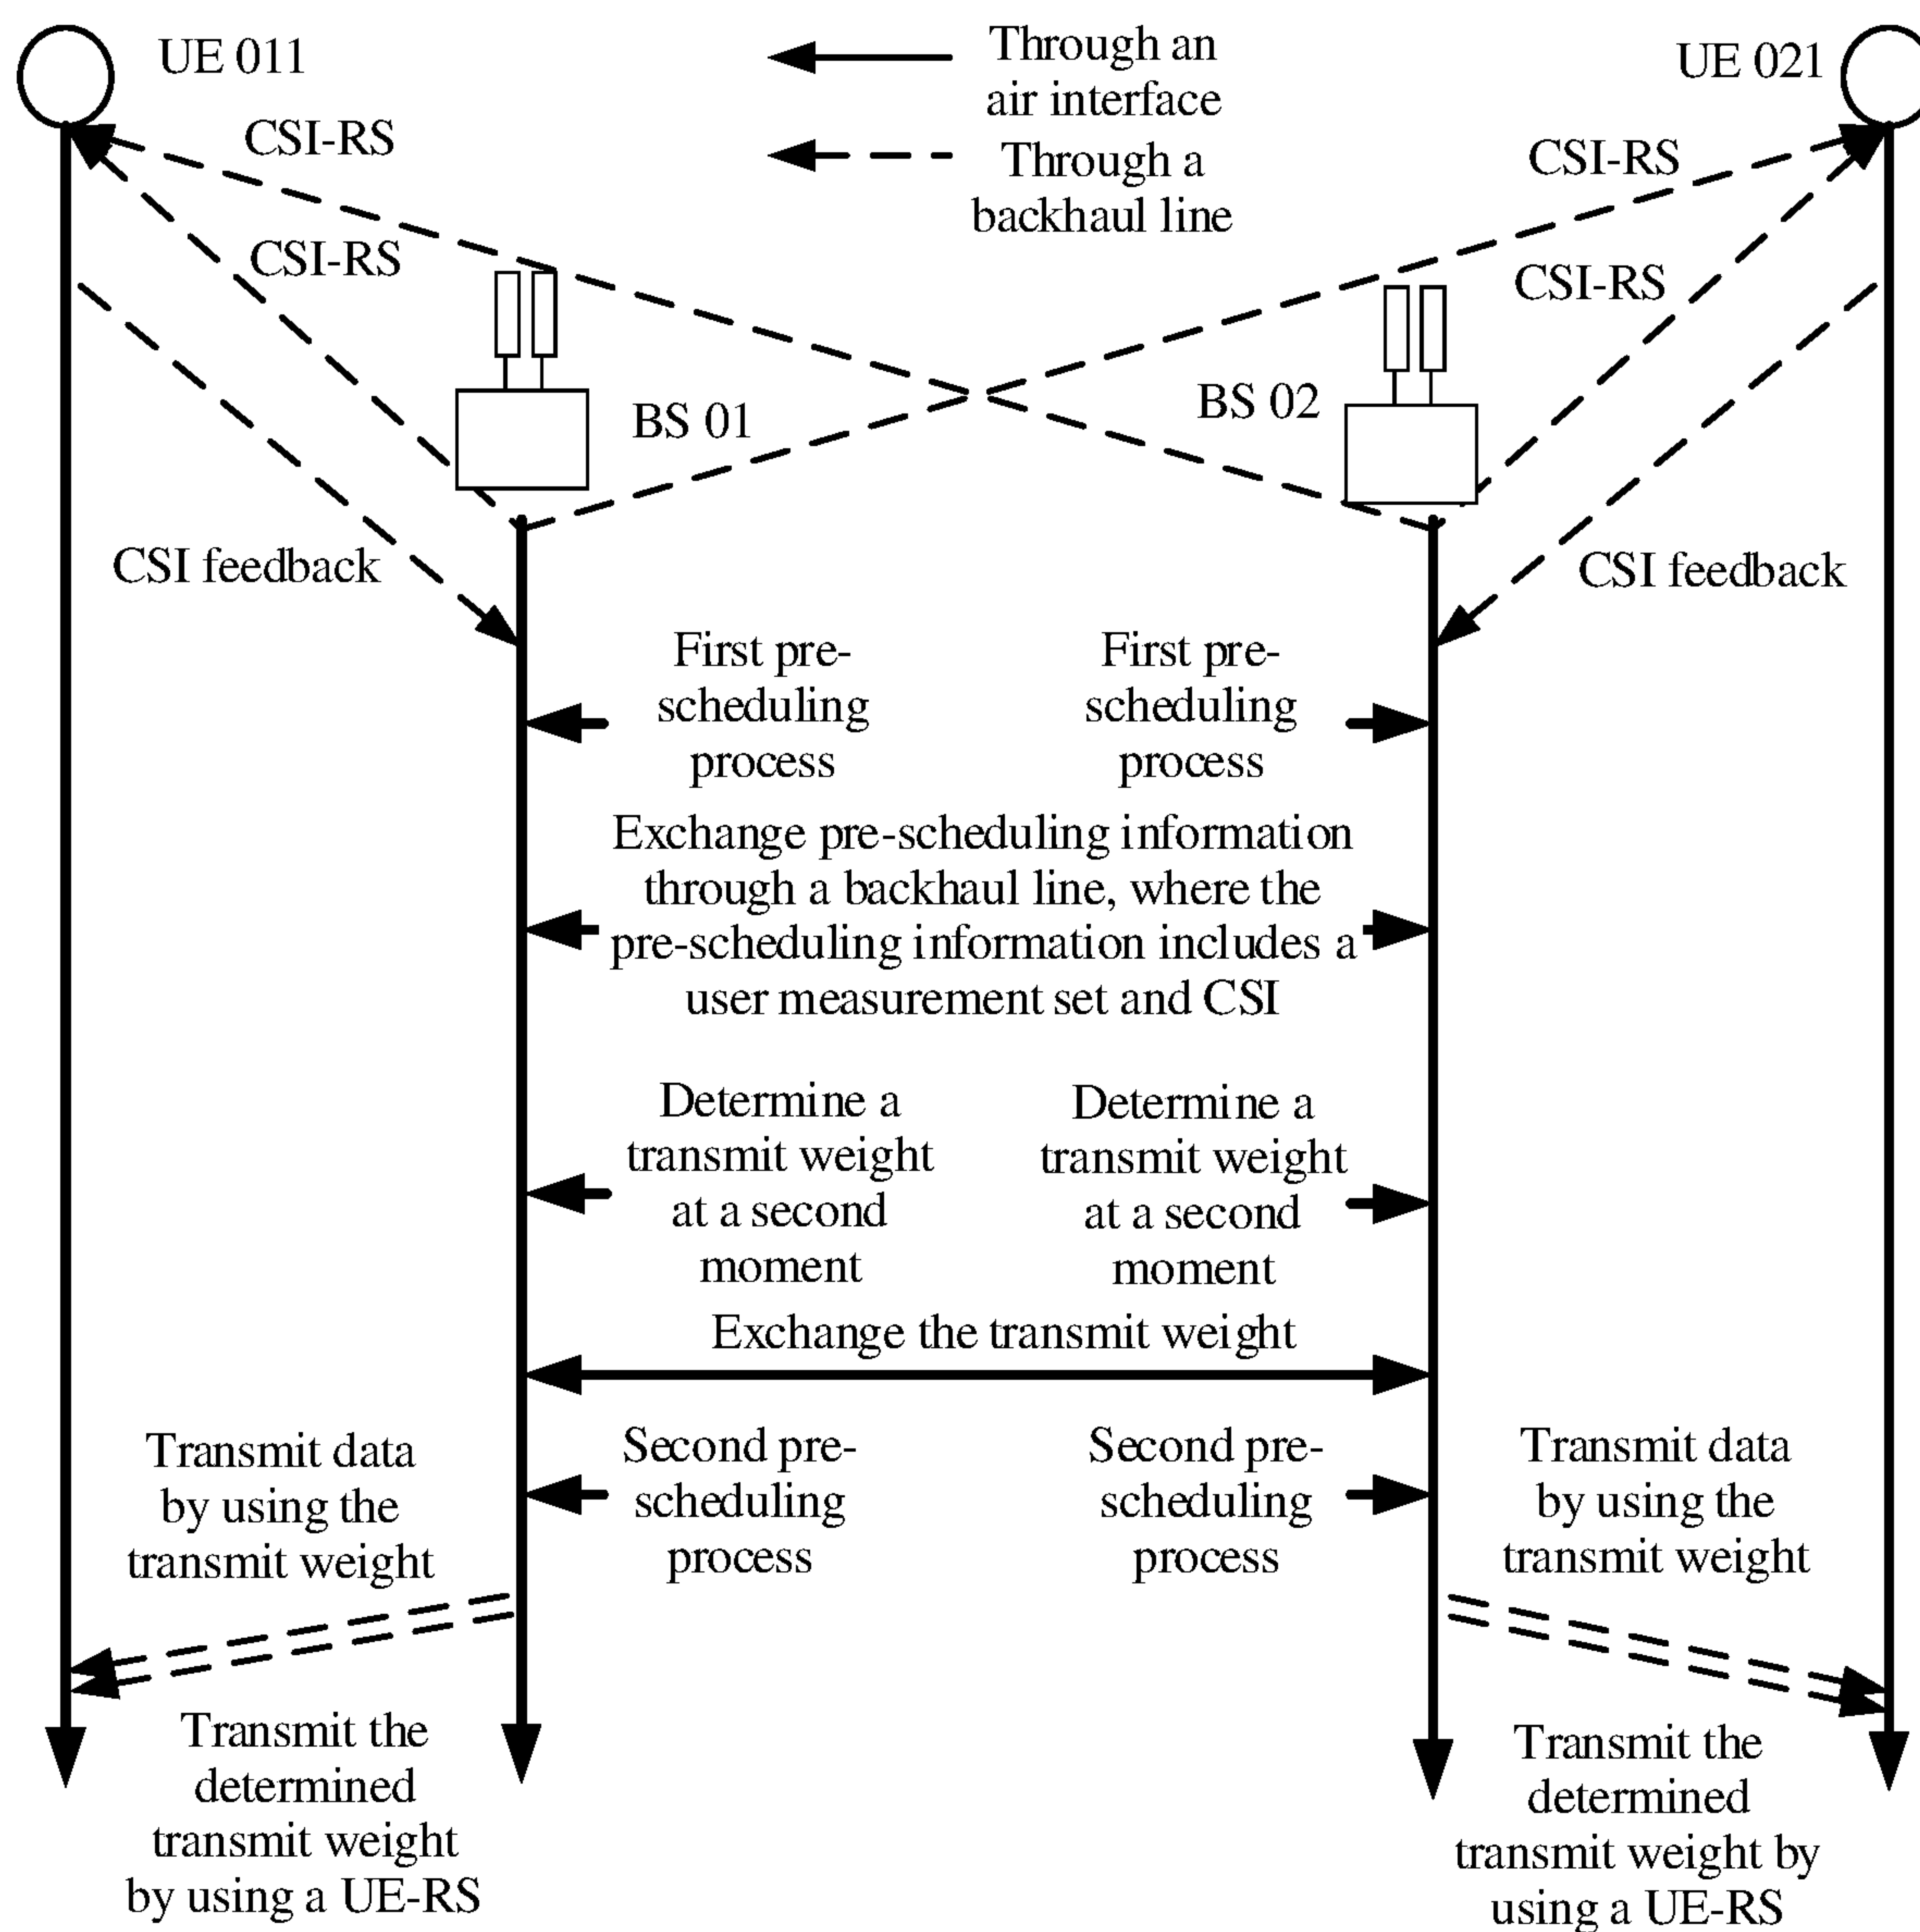 UE 011
Through an
air interface
UE 021
CSI-RS
Through a
backhaul line
CSI-RS
CSI-RS
CSI-RS
BS 01
BS 02
CSI feedback
CSI feedback
First pre-
scheduling
process
First pre-
scheduling
process
Exchange pre-scheduling information
through a backhaul line, where the
pre-scheduling information includes a
user measurement set and CSI
Determine a
transmit weight
at a second
moment
Determine a
transmit weight
at a second
moment
Exchange the transmit weight
Transmit data
by using the
transmit weight
Second pre-
scheduling
process
Second pre-
scheduling
process
Transmit data
by using the
transmit weight
Transmit the
determined
transmit weight
by using a UE-RS
Transmit the
determined
transmit weight by
using a UE-RS